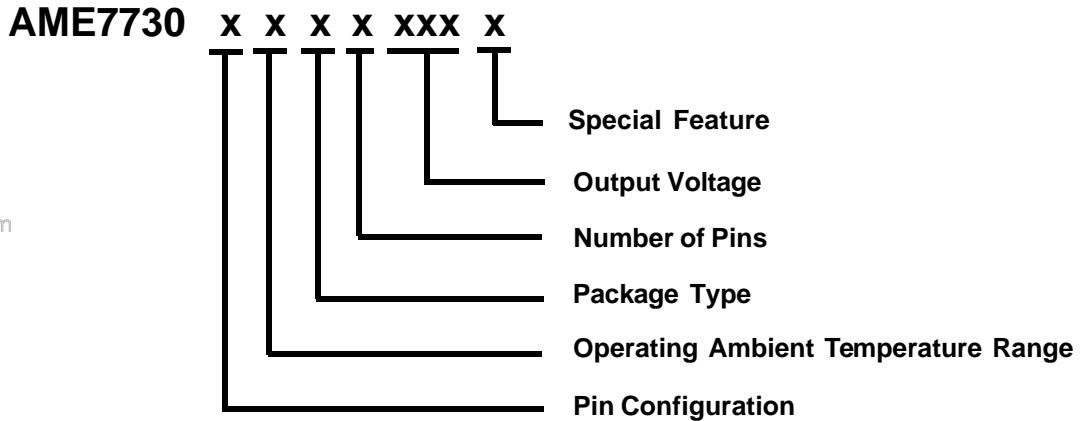 AME7730 x x x x xxx x
Special Feature
Output Voltage
m
Number of Pins
Package Type
Operating Ambient Temperature Range
Pin Configuration